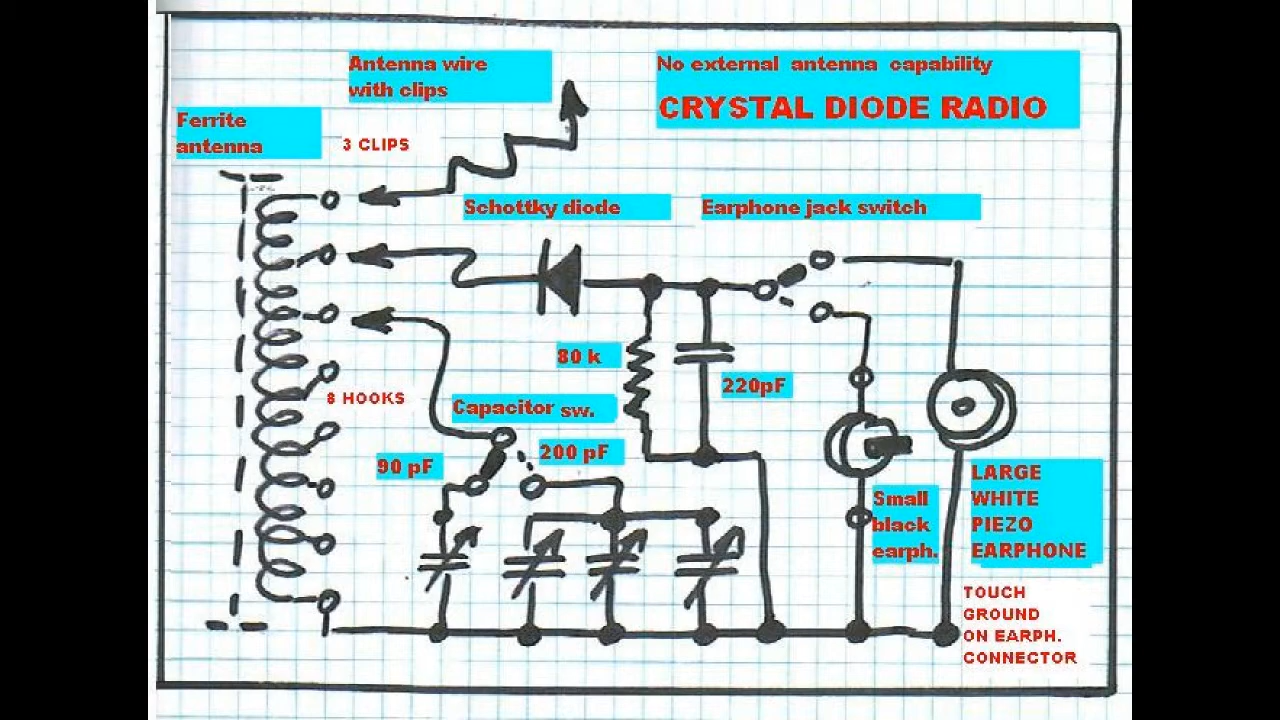 Antenna wire
with clips
No external antenna capability
CRYSTAL DIODE RADIO
Ferrite
antenna
3 CLIPS
Schottky diode
Earphone jack switch
80 k
220pF
8 HOOKS
Capacitor sw.
90 pF
200 pF
LARGE
WHITE
PIEZO
EARPHONE
Small
black
earph.
TOUCH
GROUND
ON EARPH.
CONNECTOR